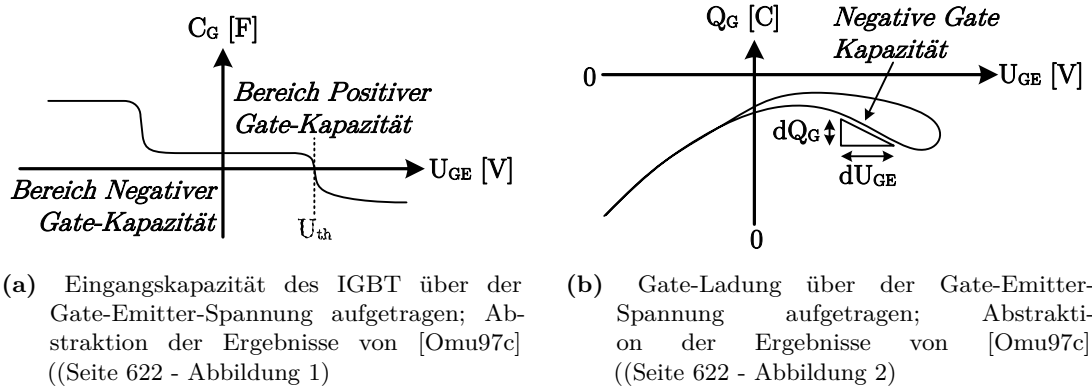 C_G [F]
Bereich Positiver
Gate-Kapazität
U_GE [V]
Bereich Negativer
Gate-Kapazität
U_th
(a) Eingangskapazität des IGBT über der
Gate-Emitter-Spannung aufgetragen; Ab-
straktion der Ergebnisse von [Omu97c]
((Seite 622 - Abbildung 1)
Q_G [C]
Negative Gate
Kapazität
0
U_GE [V]
dQ_G
dU_GE
0
(b) Gate-Ladung über der Gate-Emitter-
Spannung aufgetragen; Abstrakti-
on der Ergebnisse von [Omu97c]
((Seite 622 - Abbildung 2)